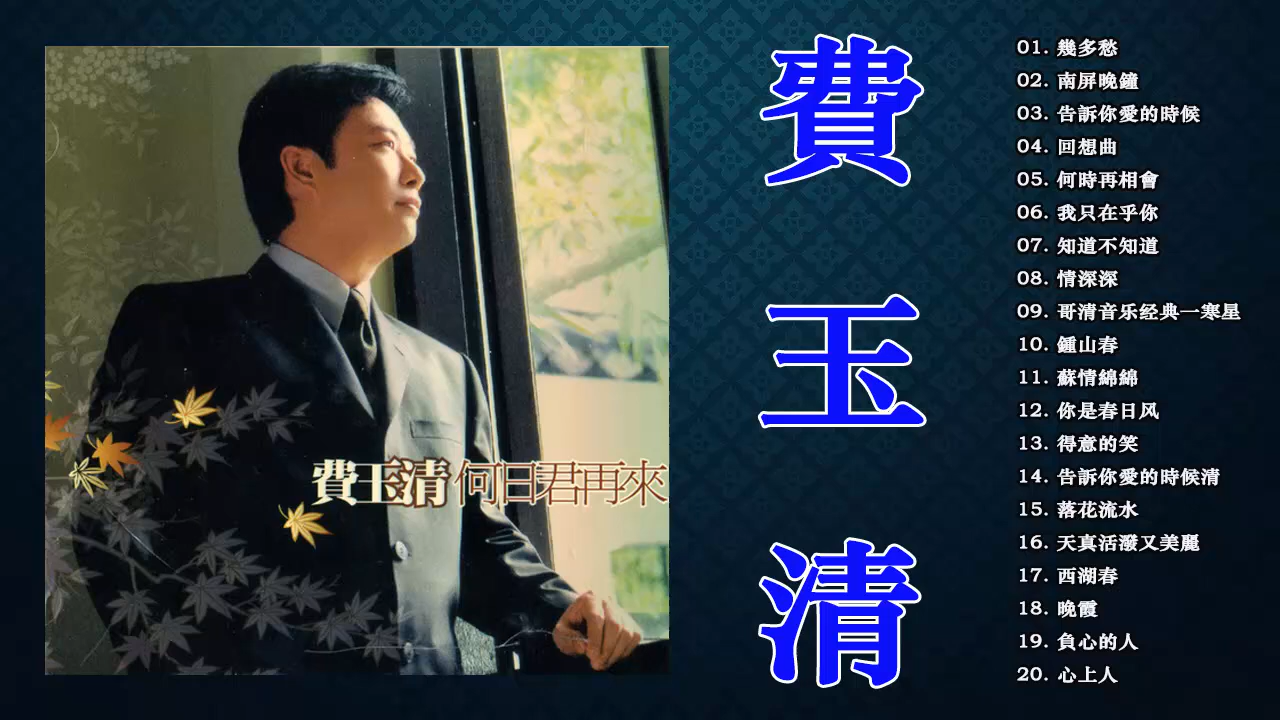 費玉清 何日君再來
費
玉
清
01. 幾多愁
02. 南屏晚鐘
03. 告訴你愛的時候
04. 回想曲
05. 何時再相會
06. 我只在乎你
07. 知道不知道
08. 情深深
09. 哥清音乐经典一寒星
10. 鍾山春
11. 蘇情綿綿
12. 你是春日风
13. 得意的笑
14. 告訴你愛的時候清
15. 落花流水
16. 天真活潑又美麗
17. 西湖春
18. 晚霞
19. 負心的人
20. 心上人